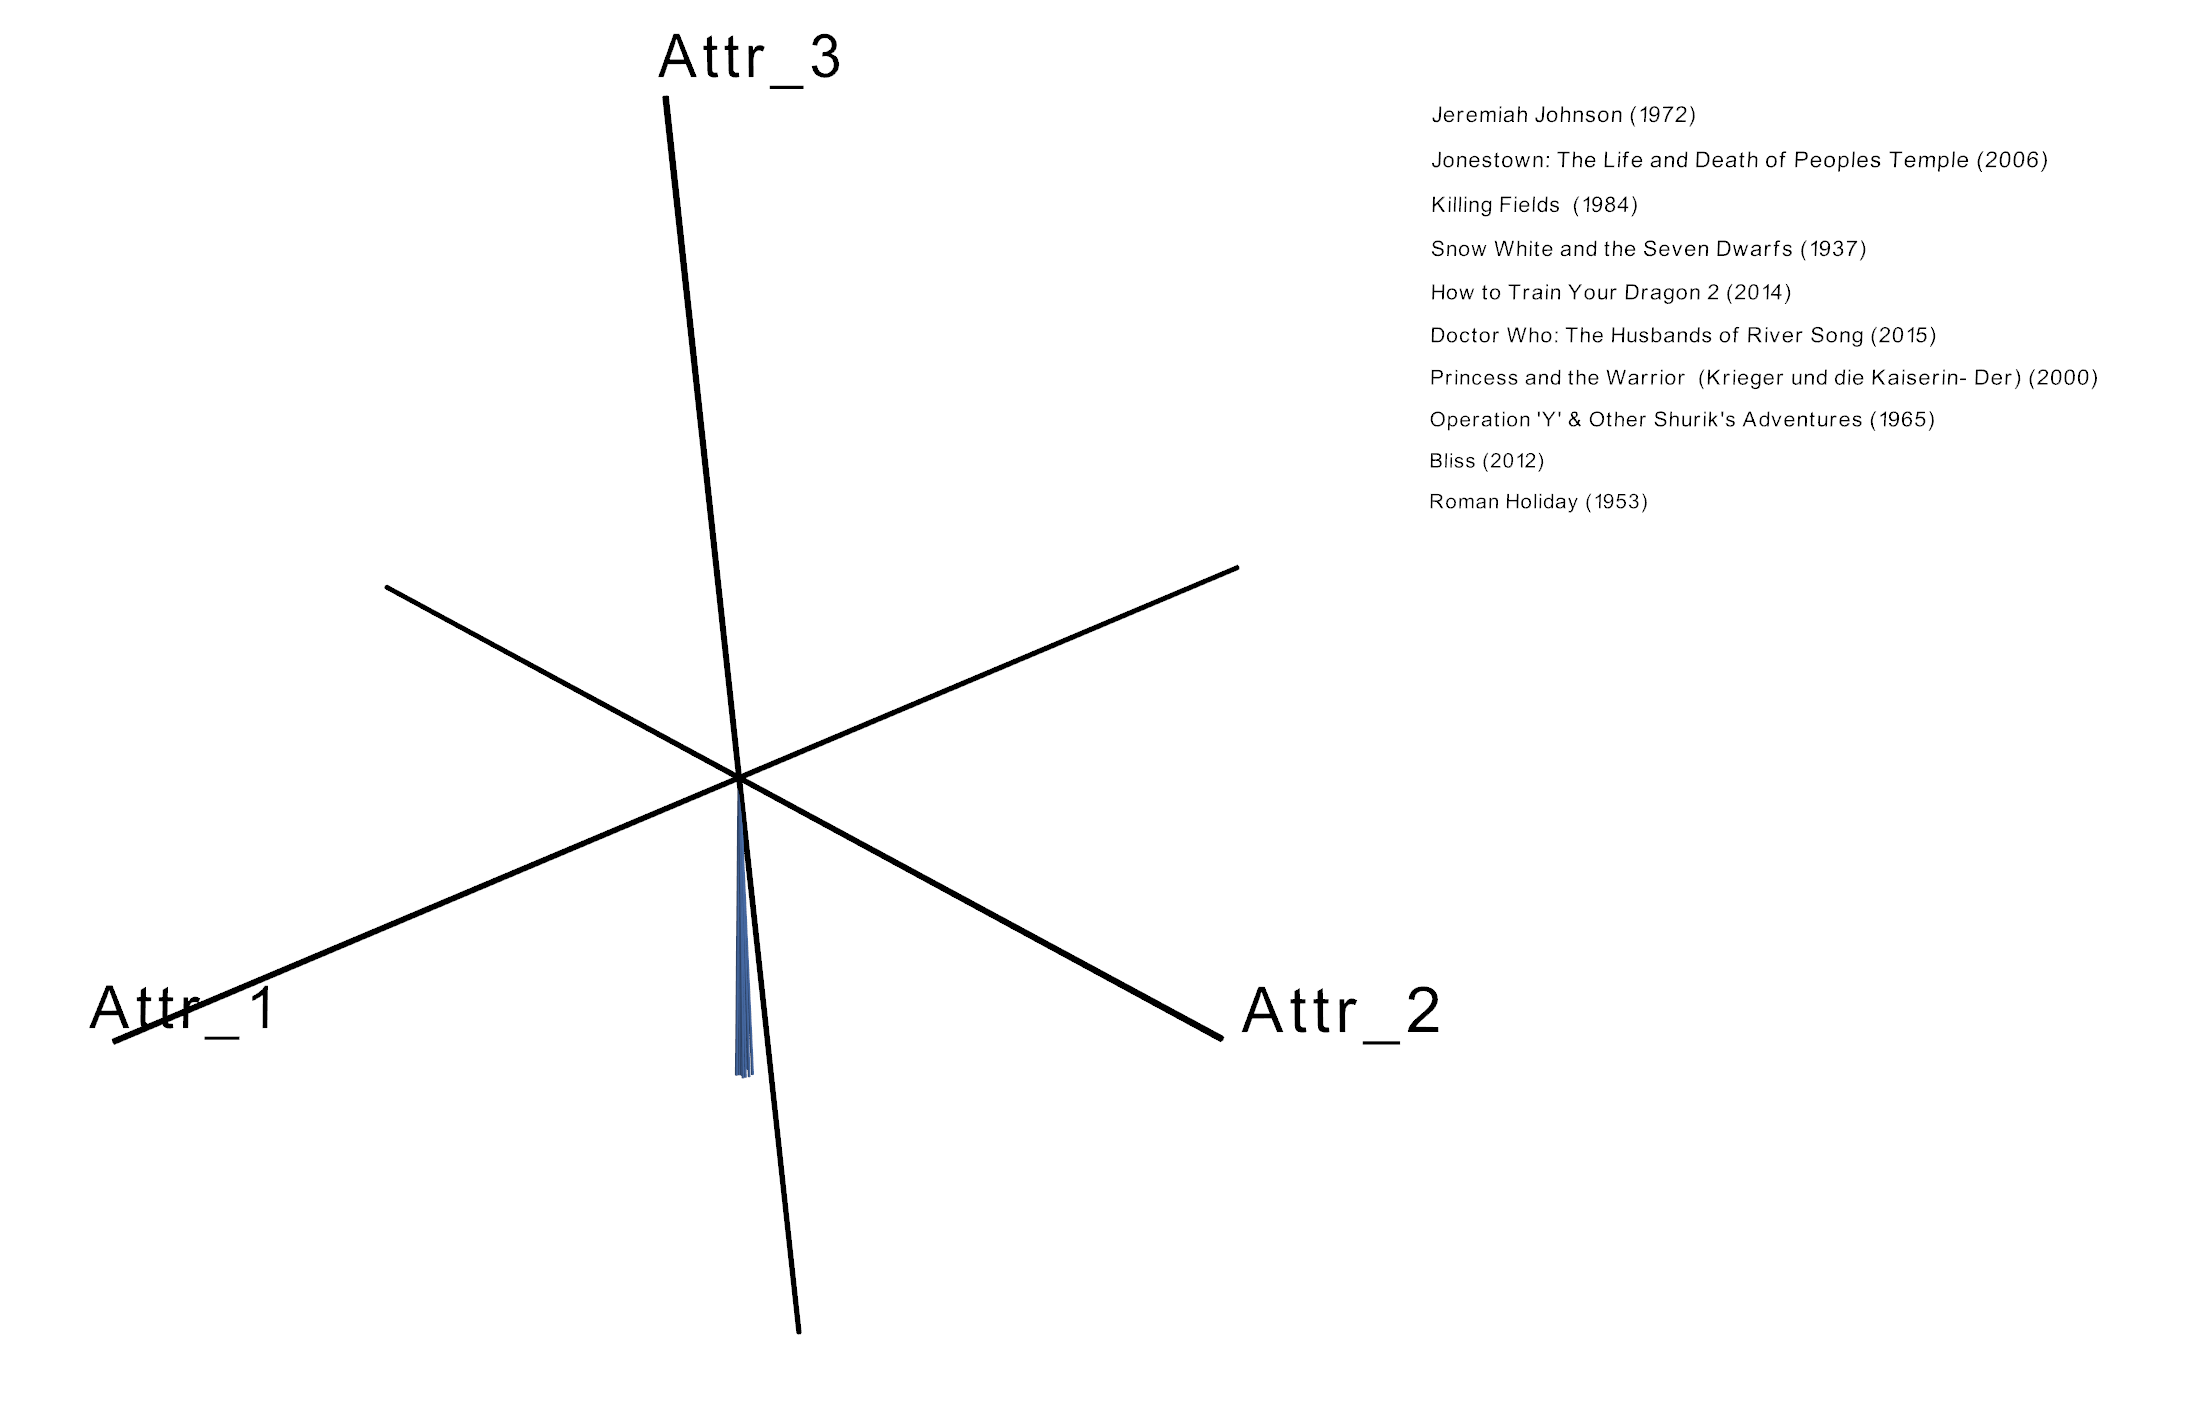 Attr_3
Jeremiah Johnson (1972)
Jonestown: The Life and Death of Peoples Temple (2006)
Killing Fields  (1984)
Snow White and the Seven Dwarfs (1937)
How to Train Your Dragon 2 (2014)
Doctor Who: The Husbands of River Song (2015)
Princess and the Warrior  (Krieger und die Kaiserin- Der) (2000)
Operation 'Y' & Other Shurik's Adventures (1965)
Bliss (2012)
Roman Holiday (1953)
Attr_1
Attr_2